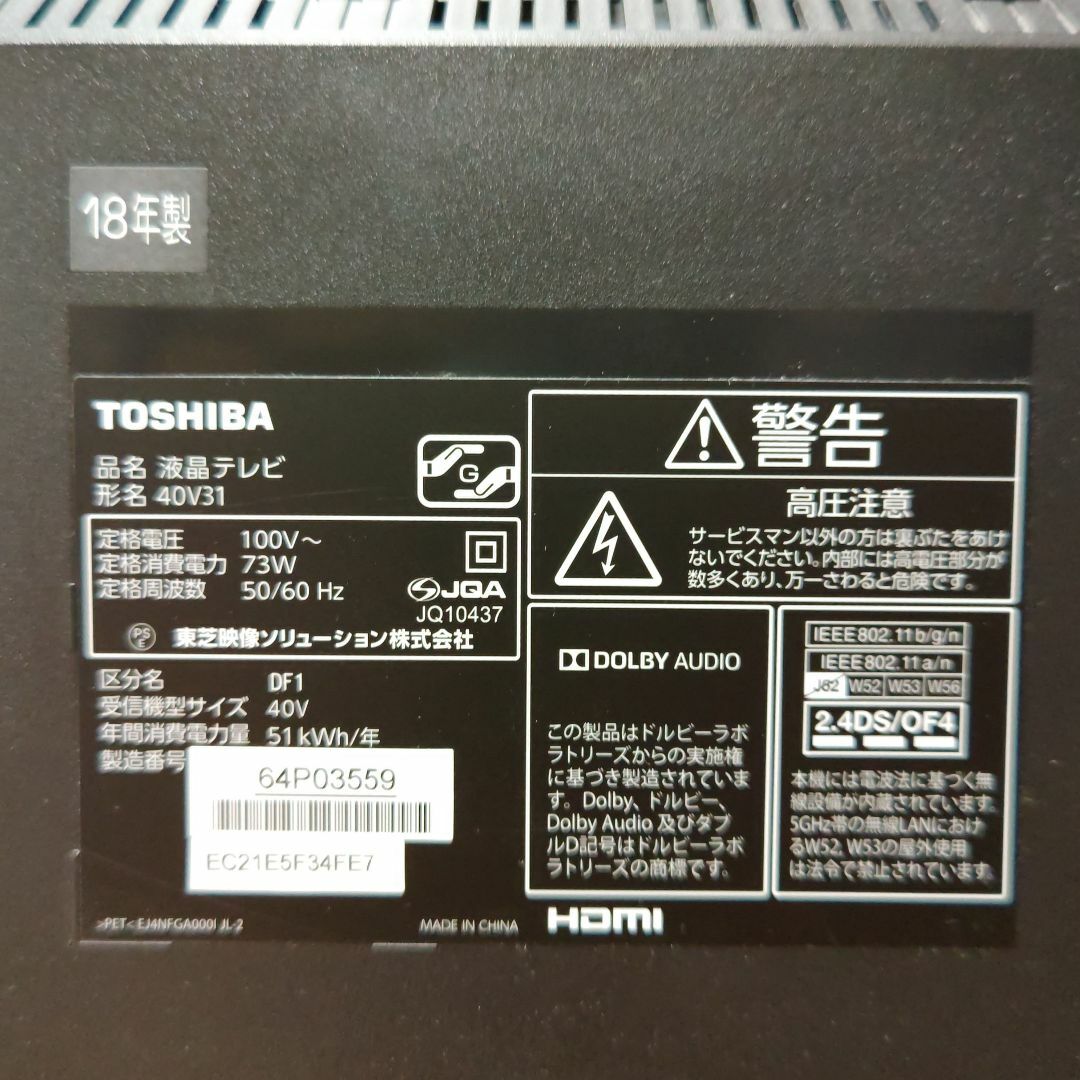 18年製
TOSHIBA
品名 液晶テレビ
形名 40V31
G
定格電圧 100V～
定格消費電力 73W
定格周波数 50/60 Hz
JQA
JQ10437
PS
E
東芝映像ソリューション株式会社
区分名 DF1
受信機型サイズ 40V
年間消費電力量 51kWh/年
製造番号
64P03559
EC21E5F34FE7
>PET< EJ4NFGA000J JL-2
MADE IN CHINA
警告
高圧注意
サービスマン以外の方は裏ぶたをあけ
ないでください。内部には高電圧部分が
数多くあり、万一さわると危険です。
DOLBY AUDIO
この製品はドルビーラボ
ラトリーズからの実施権
に基づき製造されていま
す。Dolby、ドルビー、
Dolby Audio 及びダブ
ルD記号はドルビーラボ
ラトリーズの商標です。
IEEE802.11b/g/n
IEEE802.11a/n
J52 W52 W53 W56
2.4DS/OF4
本機には電波法に基づく無
線設備が内蔵されています。
5GHz帯の無線LANにおけ
るW52, W53の屋外使用
は法令で禁止されています。
HDMI